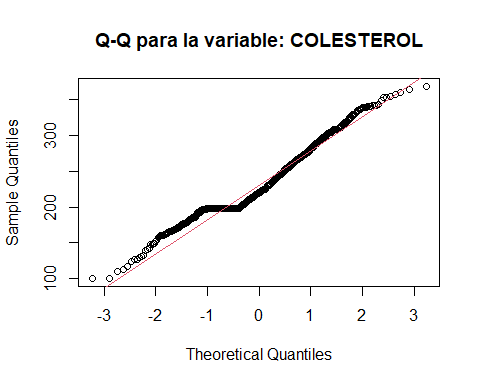 Q-Q para la variable: COLESTEROL
Sample Quantiles
300
200
100
-3 -2 -1 0 1 2 3
Theoretical Quantiles